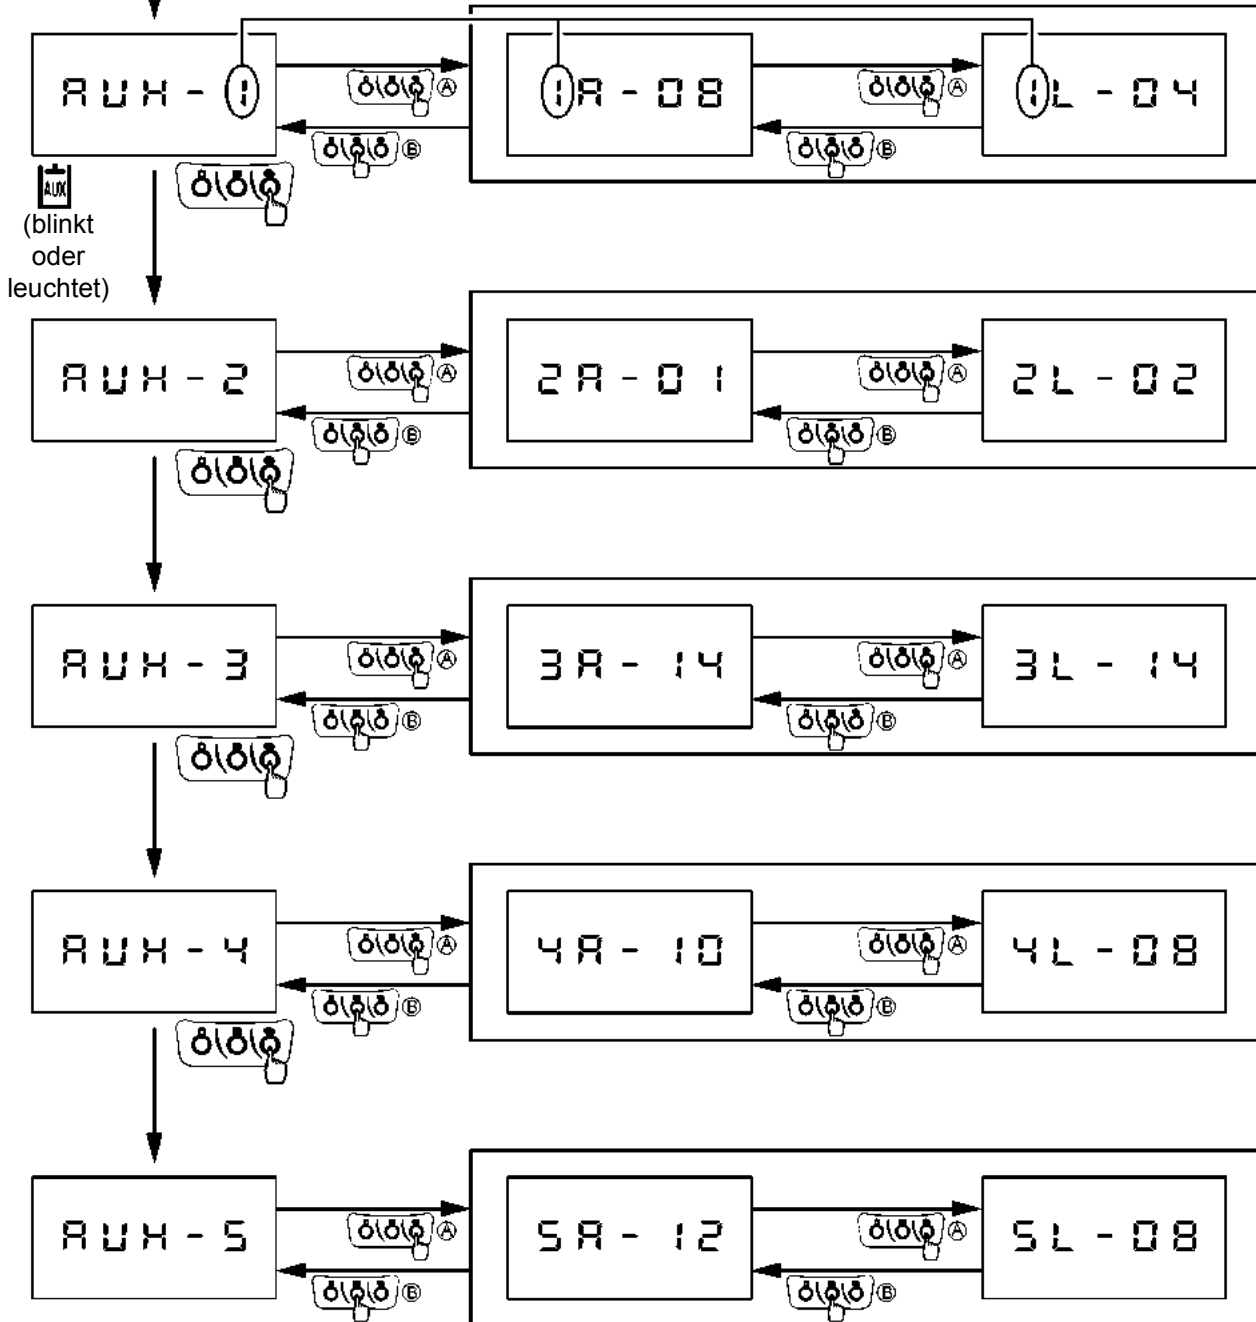 AUX-1
Ⓐ
1A-08
Ⓐ
1L-04
Ⓑ
Ⓑ
AUX
(blinkt
oder
leuchtet)
AUX-2
Ⓐ
2A-01
Ⓐ
2L-02
Ⓑ
Ⓑ
AUX-3
Ⓐ
3A-14
Ⓐ
3L-14
Ⓑ
Ⓑ
AUX-4
Ⓐ
4A-10
Ⓐ
4L-08
Ⓑ
Ⓑ
AUX-5
Ⓐ
5A-12
Ⓐ
5L-08
Ⓑ
Ⓑ